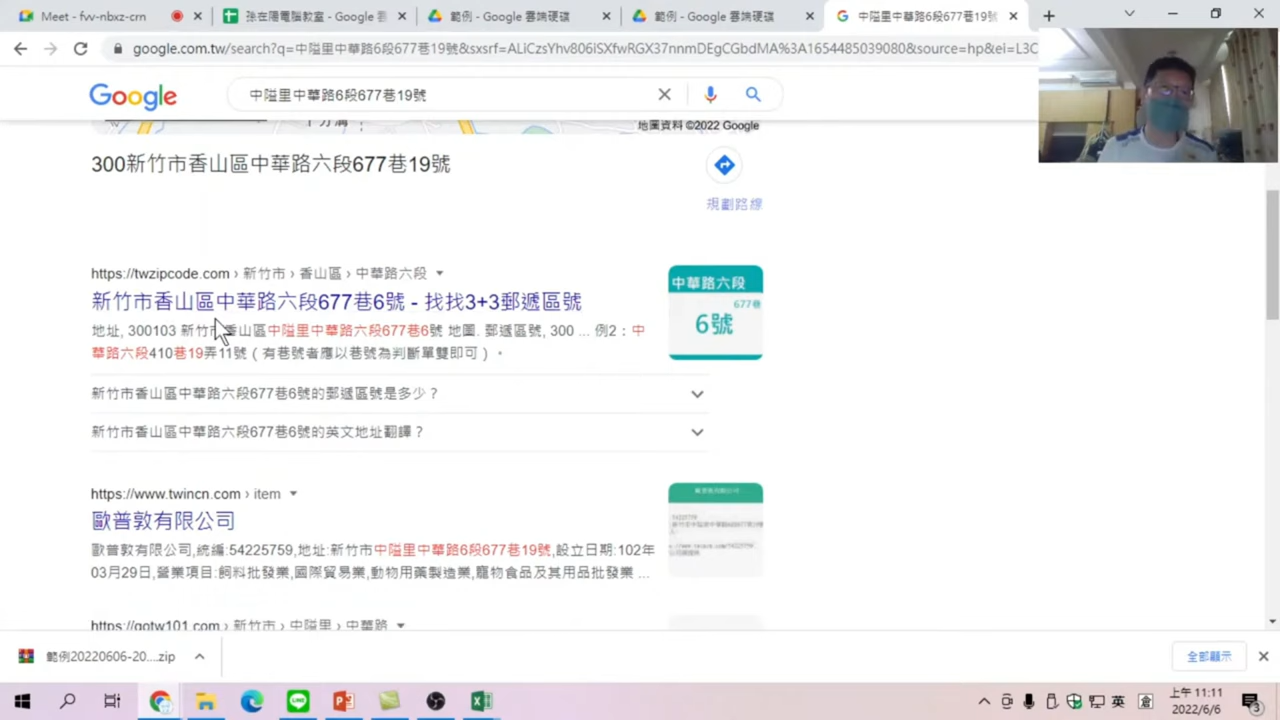 Meet - fvv-nbxz-crn
孫在陽電腦教室 - Google 雲
範例 - Google 雲端硬碟
範例 - Google 雲端硬碟
中隘里中華路6段677巷19號
google.com.tw/search?q=中隘里中華路6段677巷19號&sxsrf=ALiCzsYhv806iSXfwRGX37nnmDEgCGbdMA%3A1654485039080&source=hp&ei=L3C
Google
中隘里中華路6段677巷19號
地圖資料 ©2022 Google
300新竹市香山區中華路六段677巷19號
規劃路線
https://twzipcode.com › 新竹市 › 香山區 › 中華路六段
新竹市香山區中華路六段677巷6號 - 找找3+3郵遞區號
地址, 300103 新竹市香山區中隘里中華路六段677巷6號 地圖. 郵遞區號, 300 ... 例2：中
華路六段410巷19弄11號（有巷號者應以巷號為判斷單雙即可）。
中華路六段
677巷
6號
新竹市香山區中華路六段677巷6號的郵遞區號是多少？
新竹市香山區中華路六段677巷6號的英文地址翻譯？
https://www.twincn.com › item
歐普敦有限公司
歐普敦有限公司,統編:54225759,地址:新竹市中隘里中華路6段677巷19號,設立日期:102年
03月29日,營業項目:飼料批發業,國際貿易業,動物用藥製造業,寵物食品及其用品批發業 ...
https://gotw101.com › 新竹市 › 中隘里 › 中華路
範例20220606-20....zip
全部顯示
英
上午 11:11
2022/6/6
3